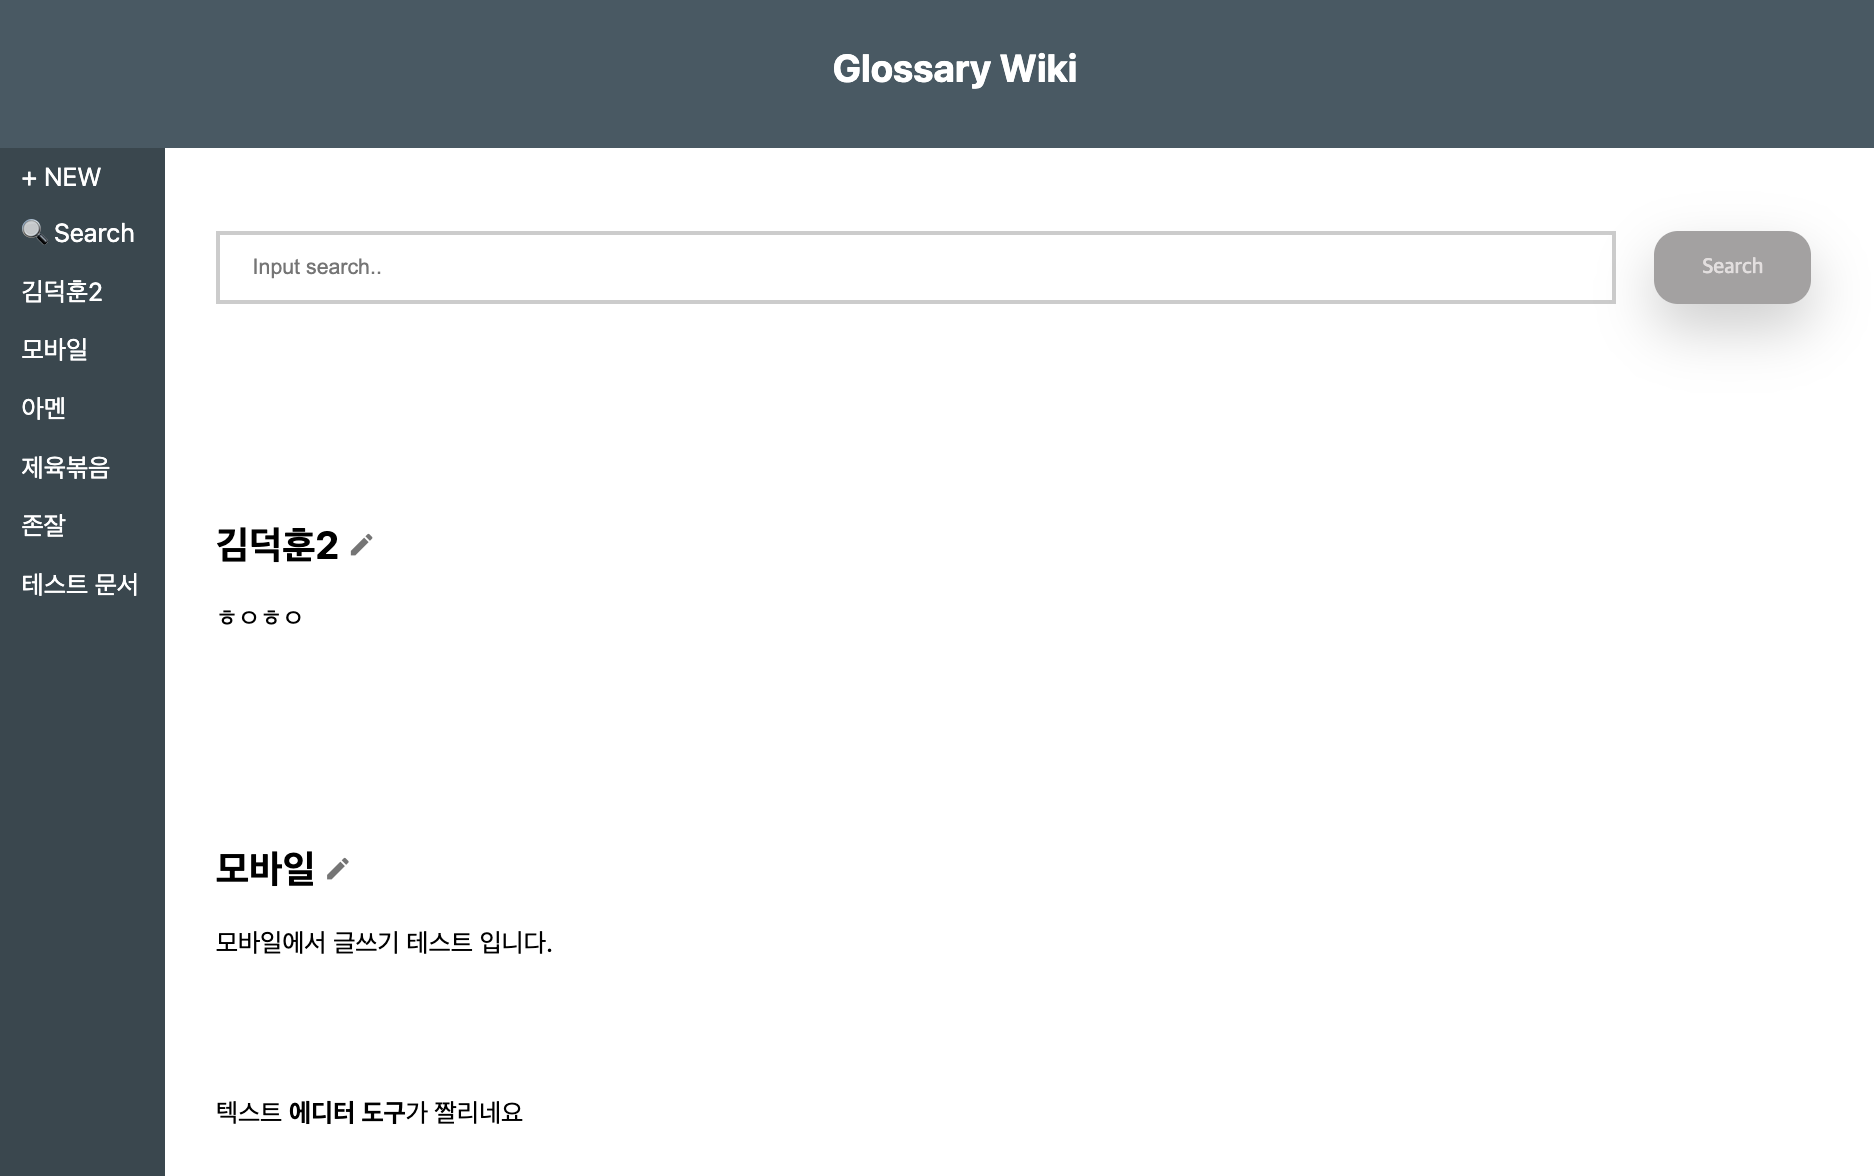 Glossary Wiki
+ NEW
🔍 Search
김덕훈2
모바일
아멘
제육볶음
존잘
테스트 문서
Input search..
Search
김덕훈2
ㅎㅇㅎㅇ
모바일
모바일에서 글쓰기 테스트 입니다.
텍스트 에디터 도구가 짤리네요